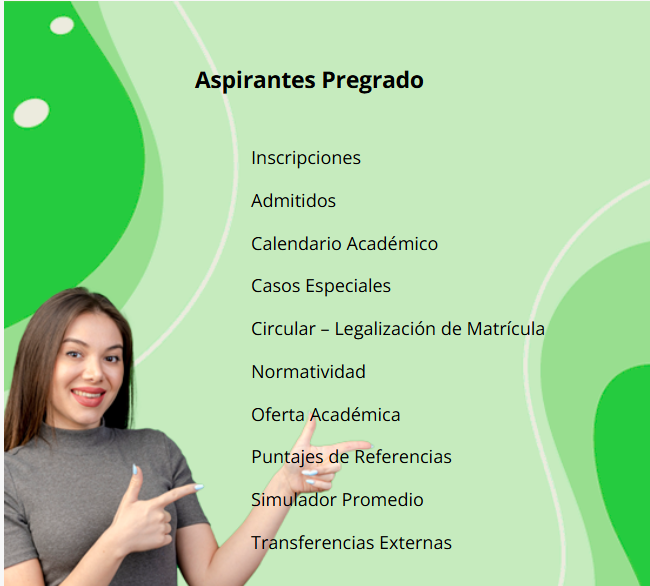 Aspirantes Pregrado
Inscripciones
Admitidos
Calendario Académico
Casos Especiales
Circular – Legalización de Matrícula
Normatividad
Oferta Académica
Puntajes de Referencias
Simulador Promedio
Transferencias Externas